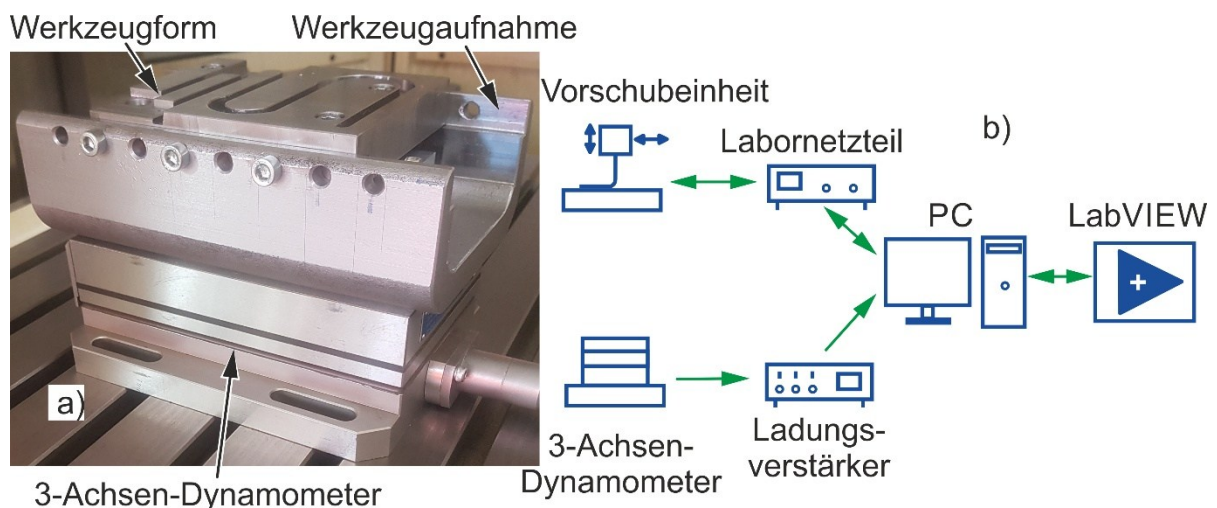 Werkzeugform
Werkzeugaufnahme
a)
3-Achsen-Dynamometer
b)
Vorschubeinheit
Labornetzteil
PC
LabVIEW
3-Achsen-
Dynamometer
Ladungs-
verstärker